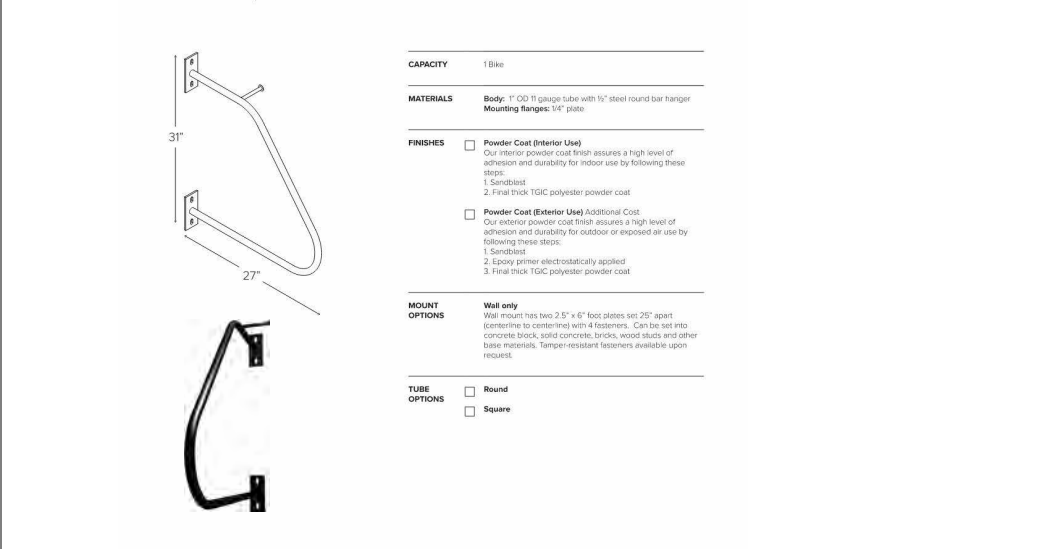 31"
27"
CAPACITY
1 Bike
MATERIALS
Body: 1" OD 11 gauge tube with ½" steel round bar hanger
Mounting flanges: 1/4" plate
FINISHES
Powder Coat (Interior Use)
Our interior powder coat finish assures a high level of
adhesion and durability for indoor use by following these
steps:
1. Sandblast
2. Final thick TGIC polyester powder coat
Powder Coat (Exterior Use) Additional Cost
Our exterior powder coat finish assures a high level of
adhesion and durability for outdoor or exposed air use by
following these steps:
1. Sandblast
2. Epoxy primer electrostatically applied
3. Final thick TGIC polyester powder coat
MOUNT
OPTIONS
Wall only
Wall mount has two 2.5" x 6" foot plates set 25" apart
(centerline to centerline) with 4 fasteners. Can be set into
concrete block, solid concrete, bricks, wood studs and other
base materials. Tamper-resistant fasteners available upon
request.
TUBE
OPTIONS
Round
Square